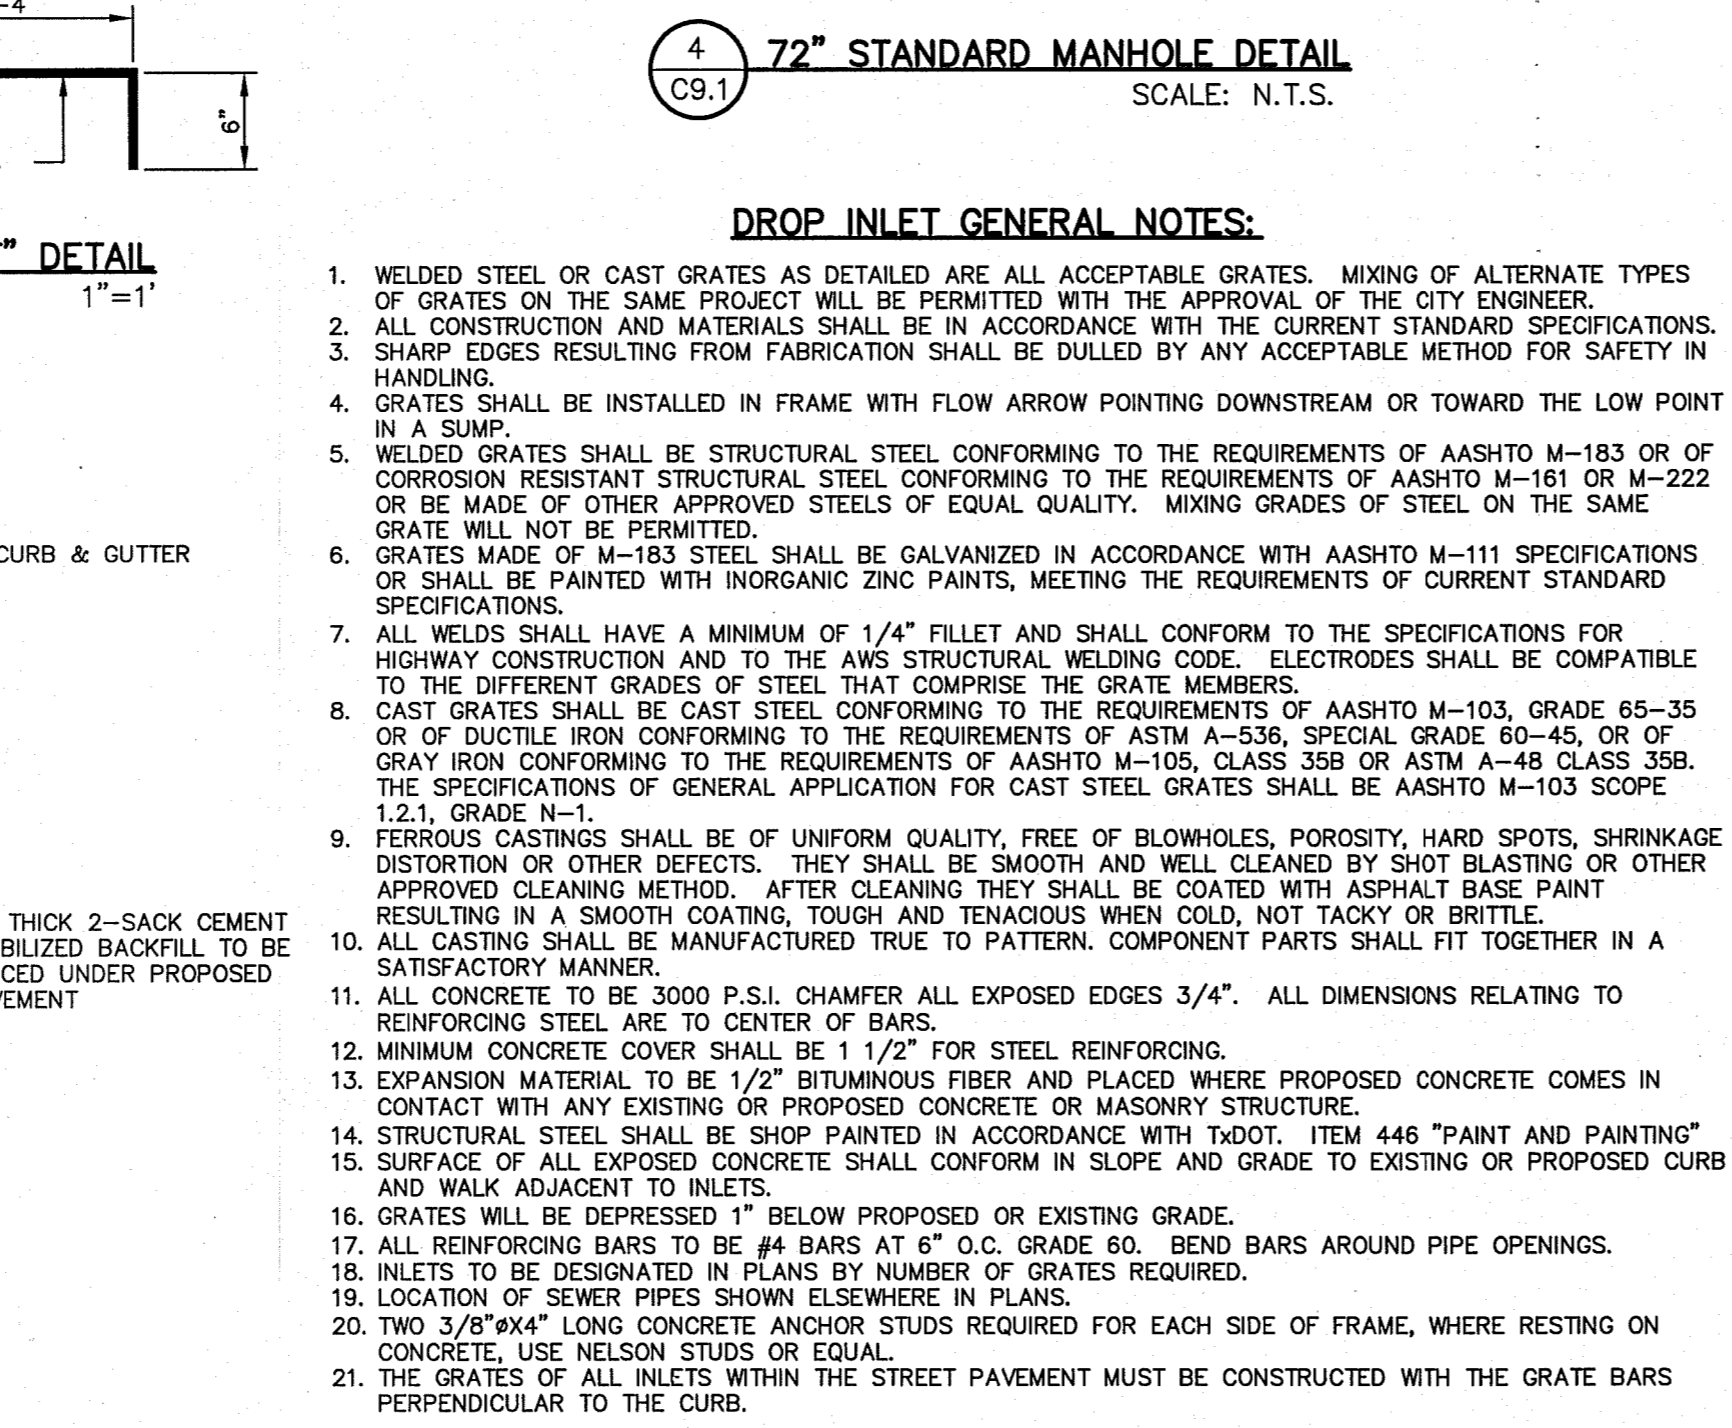 -4
6"
" DETAIL
1"=1'
CURB & GUTTER
THICK 2-SACK CEMENT
BILIZED BACKFILL TO BE
CED UNDER PROPOSED
EMENT
4
C9.1
72" STANDARD MANHOLE DETAIL
SCALE: N.T.S.
DROP INLET GENERAL NOTES:
1. WELDED STEEL OR CAST GRATES AS DETAILED ARE ALL ACCEPTABLE GRATES. MIXING OF ALTERNATE TYPES
OF GRATES ON THE SAME PROJECT WILL BE PERMITTED WITH THE APPROVAL OF THE CITY ENGINEER.
2. ALL CONSTRUCTION AND MATERIALS SHALL BE IN ACCORDANCE WITH THE CURRENT STANDARD SPECIFICATIONS.
3. SHARP EDGES RESULTING FROM FABRICATION SHALL BE DULLED BY ANY ACCEPTABLE METHOD FOR SAFETY IN
HANDLING.
4. GRATES SHALL BE INSTALLED IN FRAME WITH FLOW ARROW POINTING DOWNSTREAM OR TOWARD THE LOW POINT
IN A SUMP.
5. WELDED GRATES SHALL BE STRUCTURAL STEEL CONFORMING TO THE REQUIREMENTS OF AASHTO M-183 OR OF
CORROSION RESISTANT STRUCTURAL STEEL CONFORMING TO THE REQUIREMENTS OF AASHTO M-161 OR M-222
OR BE MADE OF OTHER APPROVED STEELS OF EQUAL QUALITY. MIXING GRADES OF STEEL ON THE SAME
GRATE WILL NOT BE PERMITTED.
6. GRATES MADE OF M-183 STEEL SHALL BE GALVANIZED IN ACCORDANCE WITH AASHTO M-111 SPECIFICATIONS
OR SHALL BE PAINTED WITH INORGANIC ZINC PAINTS, MEETING THE REQUIREMENTS OF CURRENT STANDARD
SPECIFICATIONS.
7. ALL WELDS SHALL HAVE A MINIMUM OF 1/4" FILLET AND SHALL CONFORM TO THE SPECIFICATIONS FOR
HIGHWAY CONSTRUCTION AND TO THE AWS STRUCTURAL WELDING CODE. ELECTRODES SHALL BE COMPATIBLE
TO THE DIFFERENT GRADES OF STEEL THAT COMPRISE THE GRATE MEMBERS.
8. CAST GRATES SHALL BE CAST STEEL CONFORMING TO THE REQUIREMENTS OF AASHTO M-103, GRADE 65-35
OR OF DUCTILE IRON CONFORMING TO THE REQUIREMENTS OF ASTM A-536, SPECIAL GRADE 60-45, OR OF
GRAY IRON CONFORMING TO THE REQUIREMENTS OF AASHTO M-105, CLASS 35B OR ASTM A-48 CLASS 35B.
THE SPECIFICATIONS OF GENERAL APPLICATION FOR CAST STEEL GRATES SHALL BE AASHTO M-103 SCOPE
1.2.1, GRADE N-1.
9. FERROUS CASTINGS SHALL BE OF UNIFORM QUALITY, FREE OF BLOWHOLES, POROSITY, HARD SPOTS, SHRINKAGE
DISTORTION OR OTHER DEFECTS. THEY SHALL BE SMOOTH AND WELL CLEANED BY SHOT BLASTING OR OTHER
APPROVED CLEANING METHOD. AFTER CLEANING THEY SHALL BE COATED WITH ASPHALT BASE PAINT
RESULTING IN A SMOOTH COATING, TOUGH AND TENACIOUS WHEN COLD, NOT TACKY OR BRITTLE.
10. ALL CASTING SHALL BE MANUFACTURED TRUE TO PATTERN. COMPONENT PARTS SHALL FIT TOGETHER IN A
SATISFACTORY MANNER.
11. ALL CONCRETE TO BE 3000 P.S.I. CHAMFER ALL EXPOSED EDGES 3/4". ALL DIMENSIONS RELATING TO
REINFORCING STEEL ARE TO CENTER OF BARS.
12. MINIMUM CONCRETE COVER SHALL BE 1 1/2" FOR STEEL REINFORCING.
13. EXPANSION MATERIAL TO BE 1/2" BITUMINOUS FIBER AND PLACED WHERE PROPOSED CONCRETE COMES IN
CONTACT WITH ANY EXISTING OR PROPOSED CONCRETE OR MASONRY STRUCTURE.
14. STRUCTURAL STEEL SHALL BE SHOP PAINTED IN ACCORDANCE WITH TxDOT. ITEM 446 "PAINT AND PAINTING"
15. SURFACE OF ALL EXPOSED CONCRETE SHALL CONFORM IN SLOPE AND GRADE TO EXISTING OR PROPOSED CURB
AND WALK ADJACENT TO INLETS.
16. GRATES WILL BE DEPRESSED 1" BELOW PROPOSED OR EXISTING GRADE.
17. ALL REINFORCING BARS TO BE #4 BARS AT 6" O.C. GRADE 60. BEND BARS AROUND PIPE OPENINGS.
18. INLETS TO BE DESIGNATED IN PLANS BY NUMBER OF GRATES REQUIRED.
19. LOCATION OF SEWER PIPES SHOWN ELSEWHERE IN PLANS.
20. TWO 3/8"øX4" LONG CONCRETE ANCHOR STUDS REQUIRED FOR EACH SIDE OF FRAME, WHERE RESTING ON
CONCRETE, USE NELSON STUDS OR EQUAL.
21. THE GRATES OF ALL INLETS WITHIN THE STREET PAVEMENT MUST BE CONSTRUCTED WITH THE GRATE BARS
PERPENDICULAR TO THE CURB.